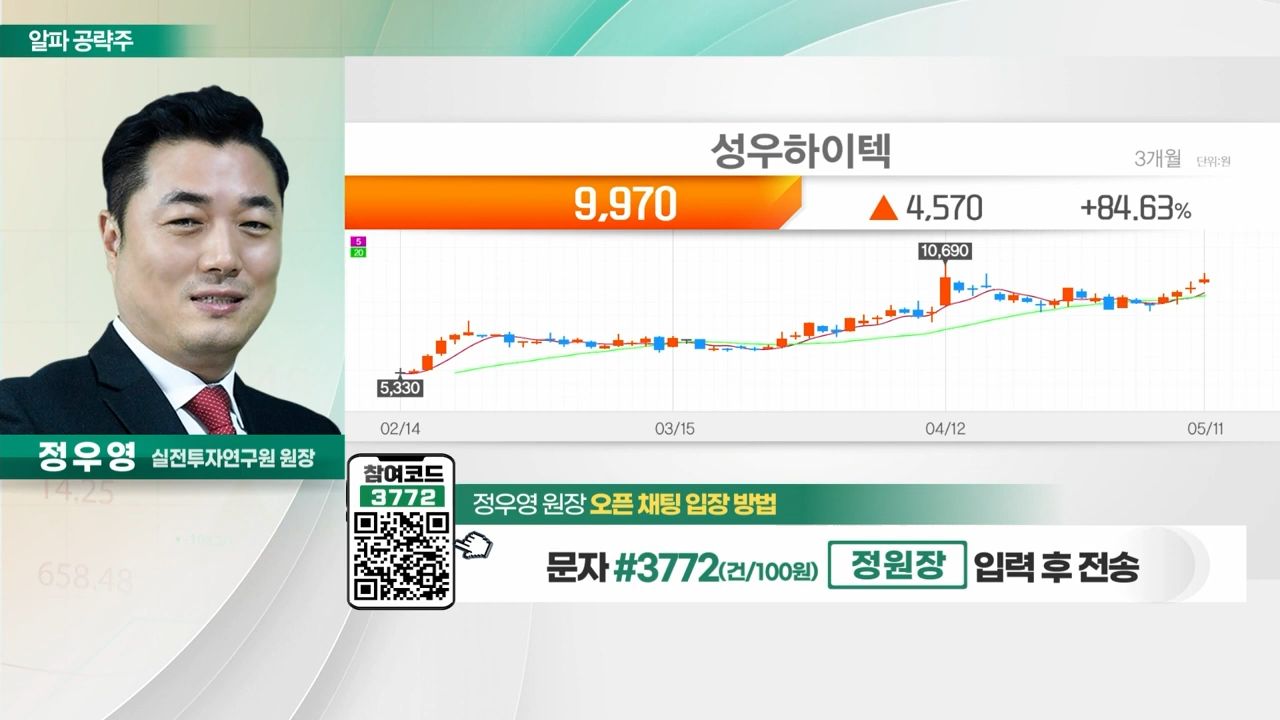 알파 공략주
성우하이텍
3개월 단위:원
9,970 ▲ 4,570 +84.63%
5
20
10,690
5,330
02/14 03/15 04/12 05/11
정우영 실전투자연구원 원장
14.25
658.48
참여코드
3772
정우영 원장 오픈 채팅 입장 방법
문자 #3772(건/100원) 정원장 입력 후 전송